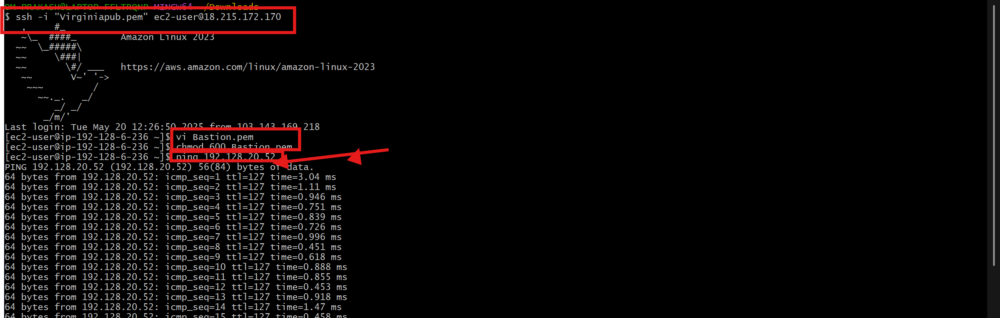 OM PRAKASH@LAPTOP-FFLTRQNP MINGW64 ~/Downloads
$ ssh -i "Virginiapub.pem" ec2-user@18.215.172.170
   ,     #_
   ~\_  ####_        Amazon Linux 2023
  ~~  \_#####\
  ~~     \###|
  ~~       \#/ ___   https://aws.amazon.com/linux/amazon-linux-2023
   ~~       V~' '->
    ~~~         /
      ~~._.   _/
         _/ _/
       _/m/'
Last login: Tue May 20 12:26:50 2025 from 103.143.169.218
[ec2-user@ip-192-128-6-236 ~]$ vi Bastion.pem
[ec2-user@ip-192-128-6-236 ~]$ chmod 600 Bastion.pem
[ec2-user@ip-192-128-6-236 ~]$ ping 192.128.20.52
PING 192.128.20.52 (192.128.20.52) 56(84) bytes of data.
64 bytes from 192.128.20.52: icmp_seq=1 ttl=127 time=3.04 ms
64 bytes from 192.128.20.52: icmp_seq=2 ttl=127 time=1.11 ms
64 bytes from 192.128.20.52: icmp_seq=3 ttl=127 time=0.946 ms
64 bytes from 192.128.20.52: icmp_seq=4 ttl=127 time=0.751 ms
64 bytes from 192.128.20.52: icmp_seq=5 ttl=127 time=0.839 ms
64 bytes from 192.128.20.52: icmp_seq=6 ttl=127 time=0.726 ms
64 bytes from 192.128.20.52: icmp_seq=7 ttl=127 time=0.996 ms
64 bytes from 192.128.20.52: icmp_seq=8 ttl=127 time=0.451 ms
64 bytes from 192.128.20.52: icmp_seq=9 ttl=127 time=0.618 ms
64 bytes from 192.128.20.52: icmp_seq=10 ttl=127 time=0.888 ms
64 bytes from 192.128.20.52: icmp_seq=11 ttl=127 time=0.855 ms
64 bytes from 192.128.20.52: icmp_seq=12 ttl=127 time=0.453 ms
64 bytes from 192.128.20.52: icmp_seq=13 ttl=127 time=0.918 ms
64 bytes from 192.128.20.52: icmp_seq=14 ttl=127 time=1.47 ms
64 bytes from 192.128.20.52: icmp_seq=15 ttl=127 time=0.458 ms